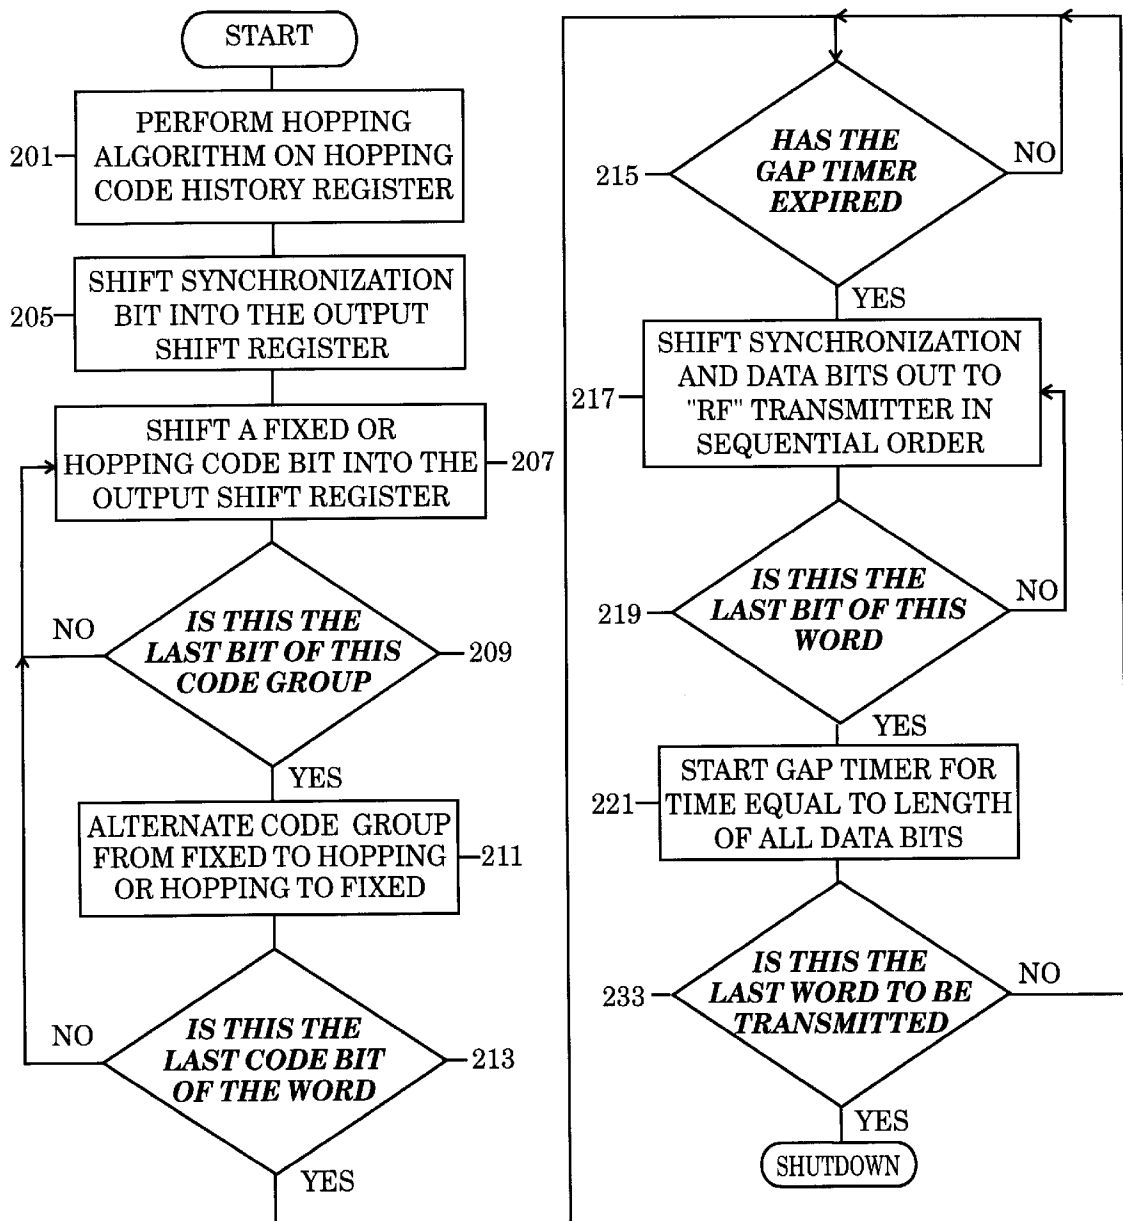 START
PERFORM HOPPING
ALGORITHM ON HOPPING
CODE HISTORY REGISTER
201
SHIFT SYNCHRONIZATION
BIT INTO THE OUTPUT
SHIFT REGISTER
205
SHIFT A FIXED OR
HOPPING CODE BIT INTO THE
OUTPUT SHIFT REGISTER
207
IS THIS THE
LAST BIT OF THIS
CODE GROUP
209
NO
YES
ALTERNATE CODE GROUP
FROM FIXED TO HOPPING
OR HOPPING TO FIXED
211
IS THIS THE
LAST CODE BIT
OF THE WORD
213
NO
YES
HAS THE
GAP TIMER
EXPIRED
215
NO
YES
SHIFT SYNCHRONIZATION
AND DATA BITS OUT TO
"RF" TRANSMITTER IN
SEQUENTIAL ORDER
217
IS THIS THE
LAST BIT OF THIS
WORD
219
NO
YES
START GAP TIMER FOR
TIME EQUAL TO LENGTH
OF ALL DATA BITS
221
IS THIS THE
LAST WORD TO BE
TRANSMITTED
233
NO
YES
SHUTDOWN